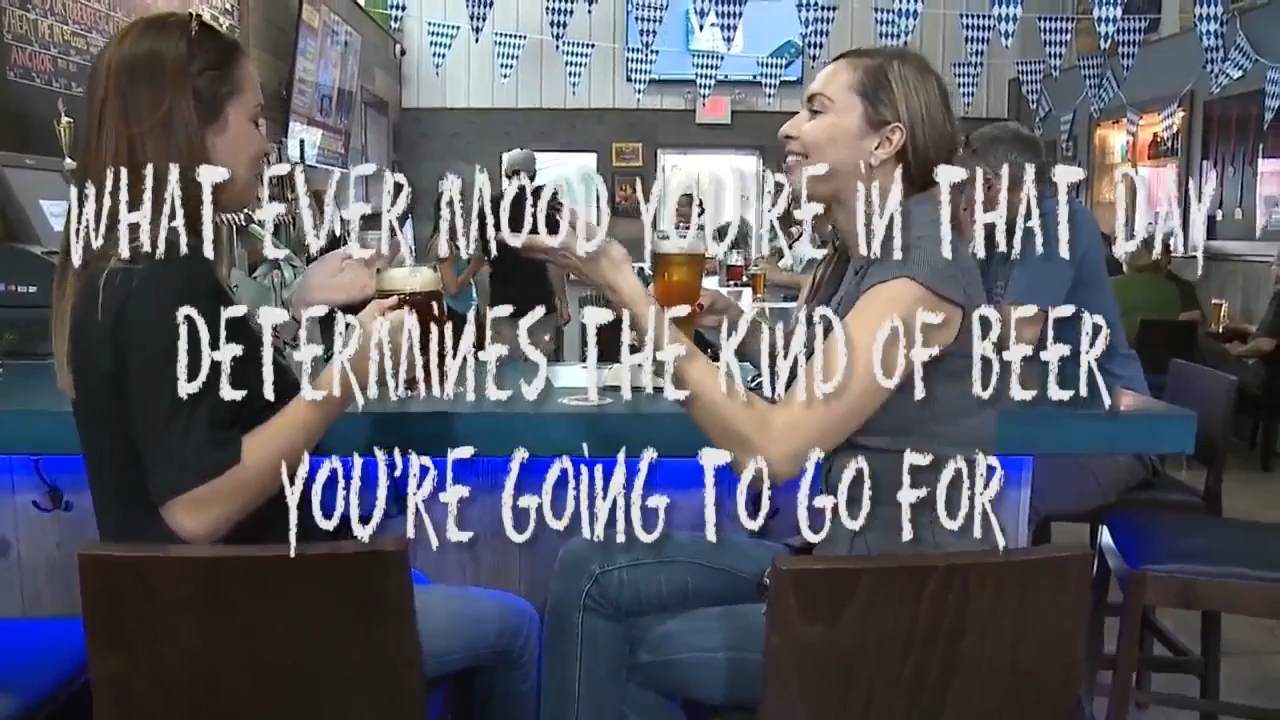 ANCHOR
WHAT EVER MOOD YOU'RE IN THAT DAY
DETERMINES THE KIND OF BEER
YOU'RE GOING TO GO FOR